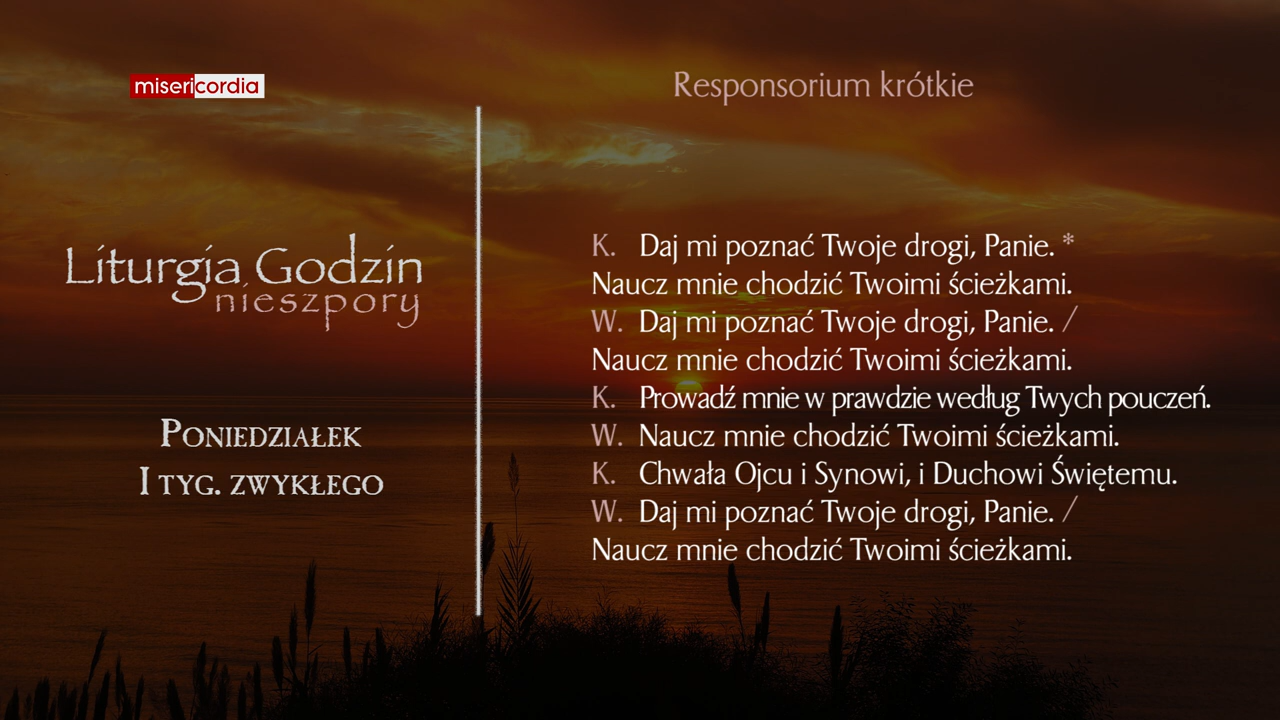 misericordia
Responsorium krótkie
Liturgia Godzin
nieszpory
Poniedziałek
I tyg. zwykłego
K. Daj mi poznać Twoje drogi, Panie. *
Naucz mnie chodzić Twoimi ścieżkami.
W. Daj mi poznać Twoje drogi, Panie. /
Naucz mnie chodzić Twoimi ścieżkami.
K. Prowadź mnie w prawdzie według Twych pouczeń.
W. Naucz mnie chodzić Twoimi ścieżkami.
K. Chwała Ojcu i Synowi, i Duchowi Świętemu.
W. Daj mi poznać Twoje drogi, Panie. /
Naucz mnie chodzić Twoimi ścieżkami.